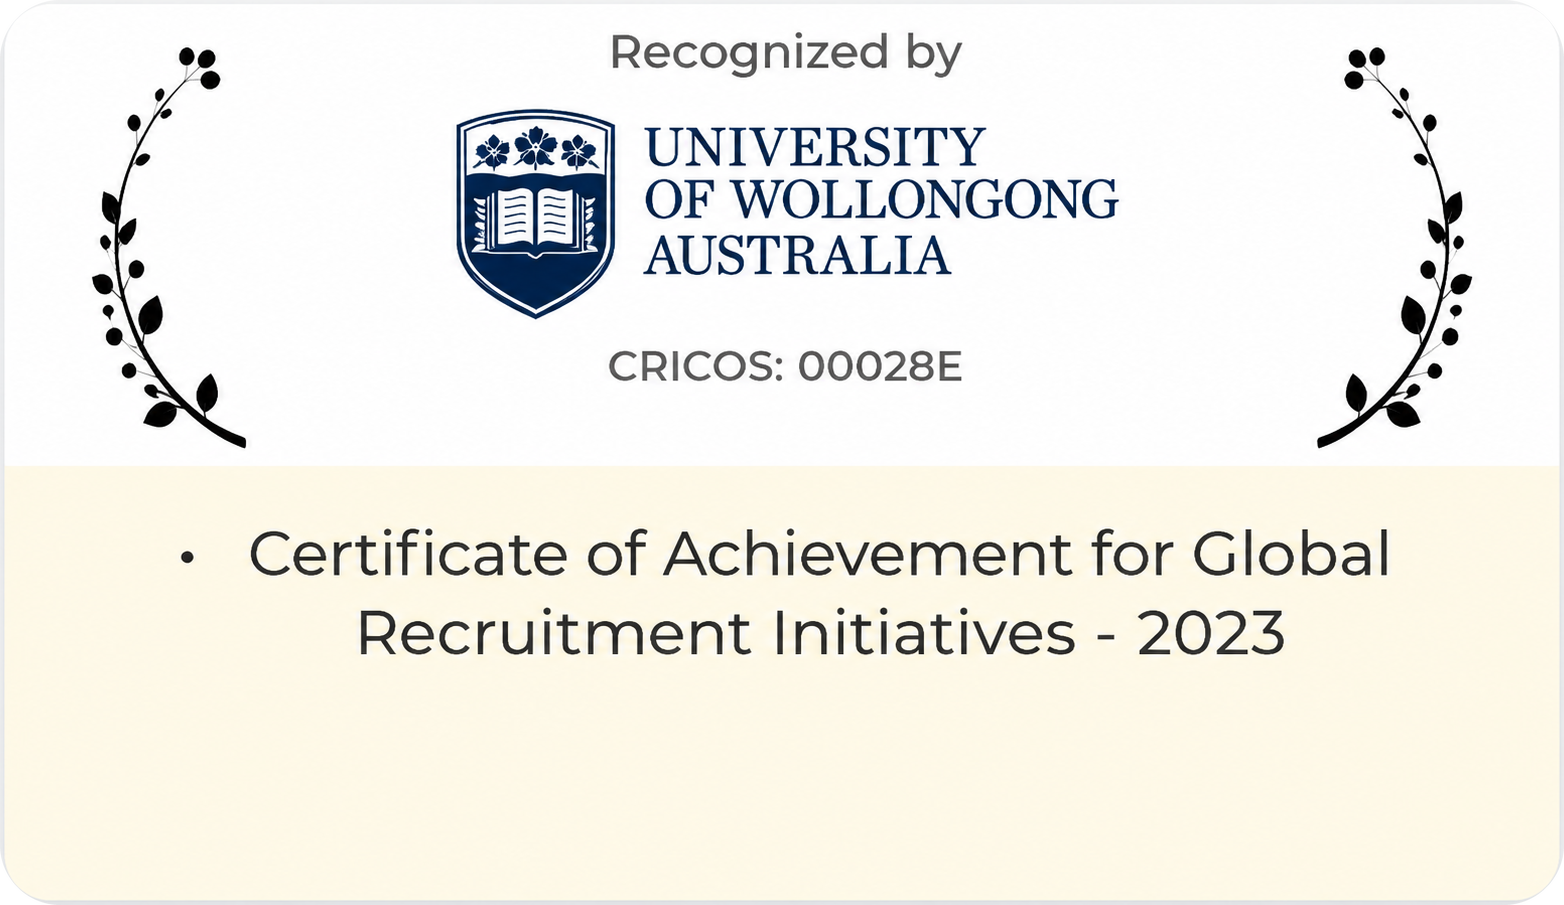 Recognized by
UNIVERSITY
OF WOLLONGONG
AUSTRALIA
CRICOS: 00028E
• Certificate of Achievement for Global
Recruitment Initiatives - 2023